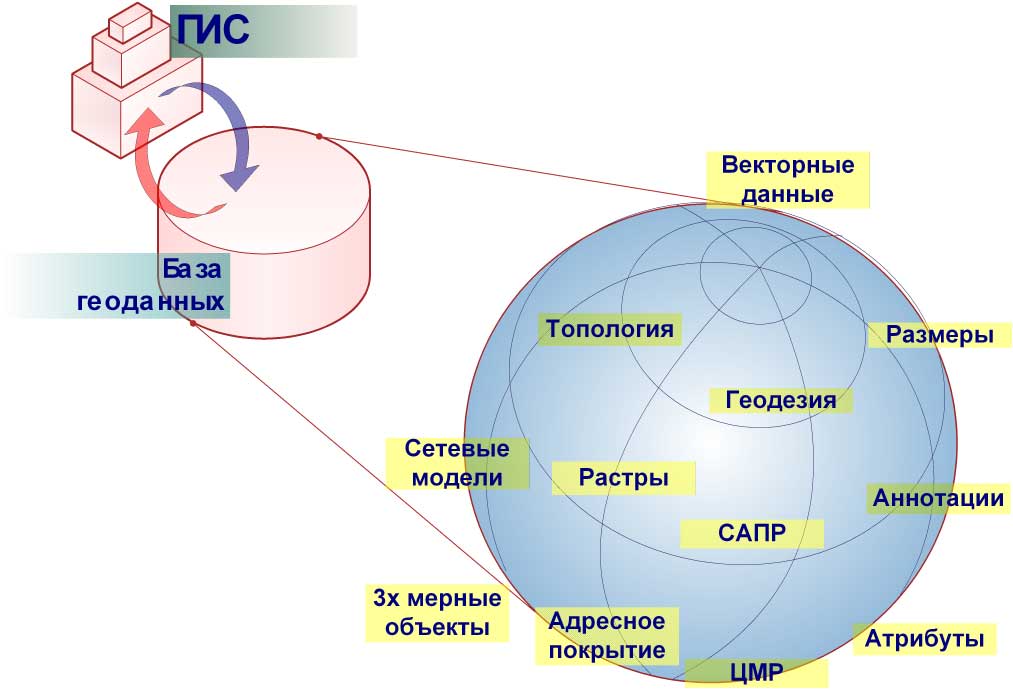 ГИС
База
геоданных
Векторные
данные
Топология
Размеры
Геодезия
Сетевые
модели
Растры
Аннотации
САПР
3х мерные
объекты
Адресное
покрытие
Атрибуты
ЦМР